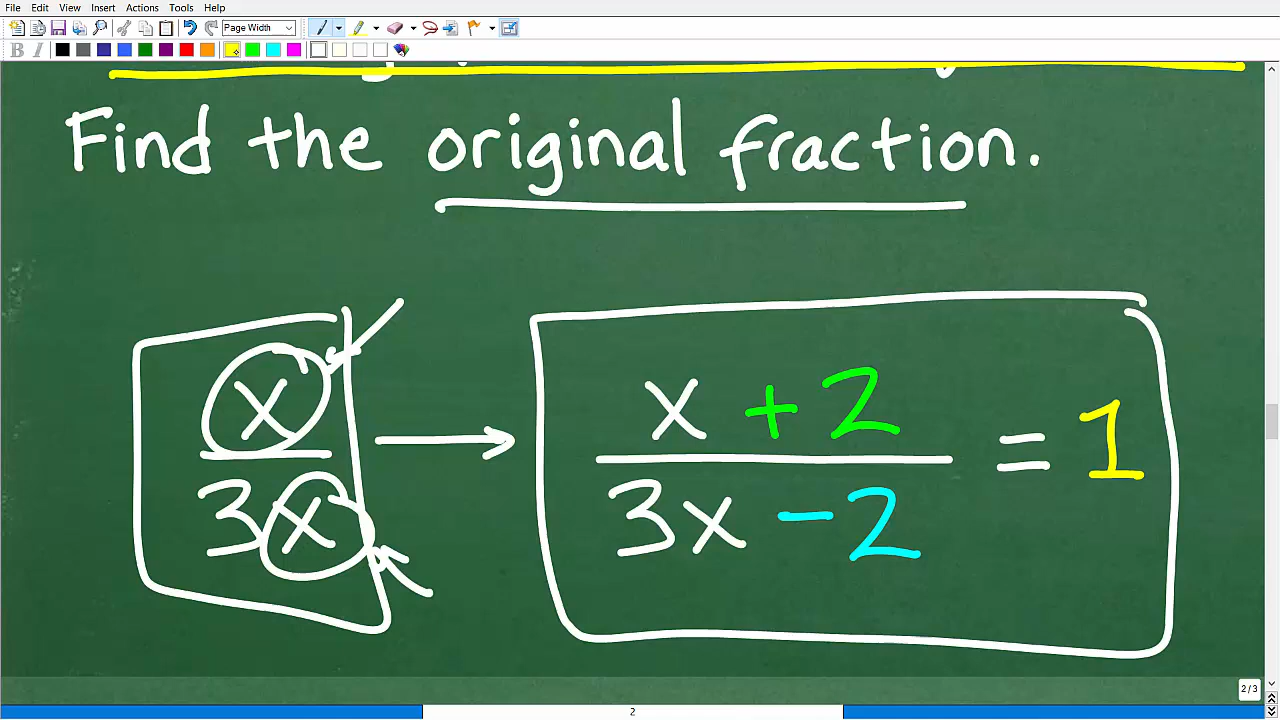 File Edit View Insert Actions Tools Help
Page Width
B I
Find the original fraction.
x x + 2
= 1
3x 3x - 2
2/3
2